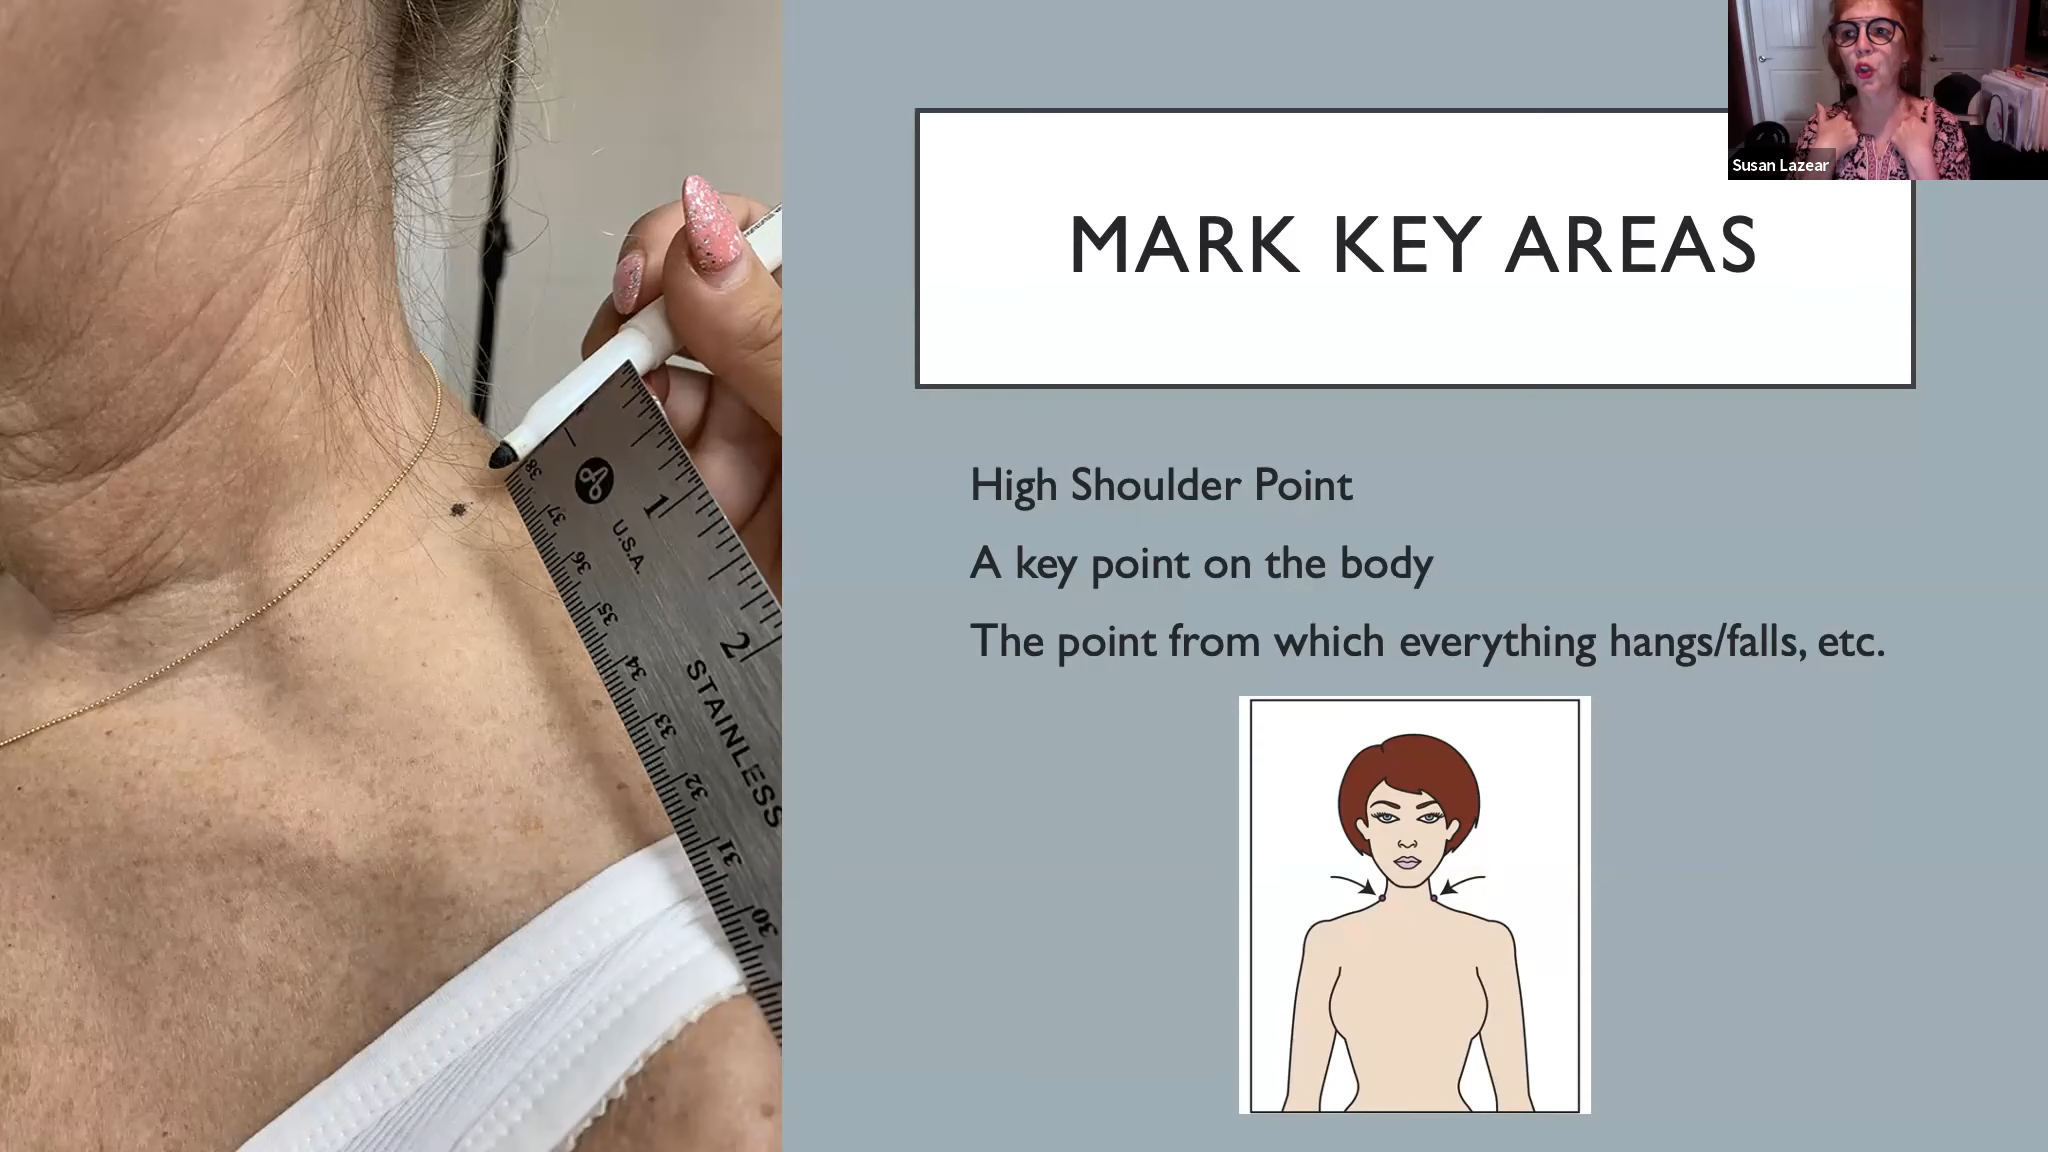 MARK KEY AREAS
Susan Lazear
High Shoulder Point
A key point on the body
The point from which everything hangs/falls, etc.
1
2
U.S.A.
STAINLESS
38
37
36
35
34
33
32
31
30